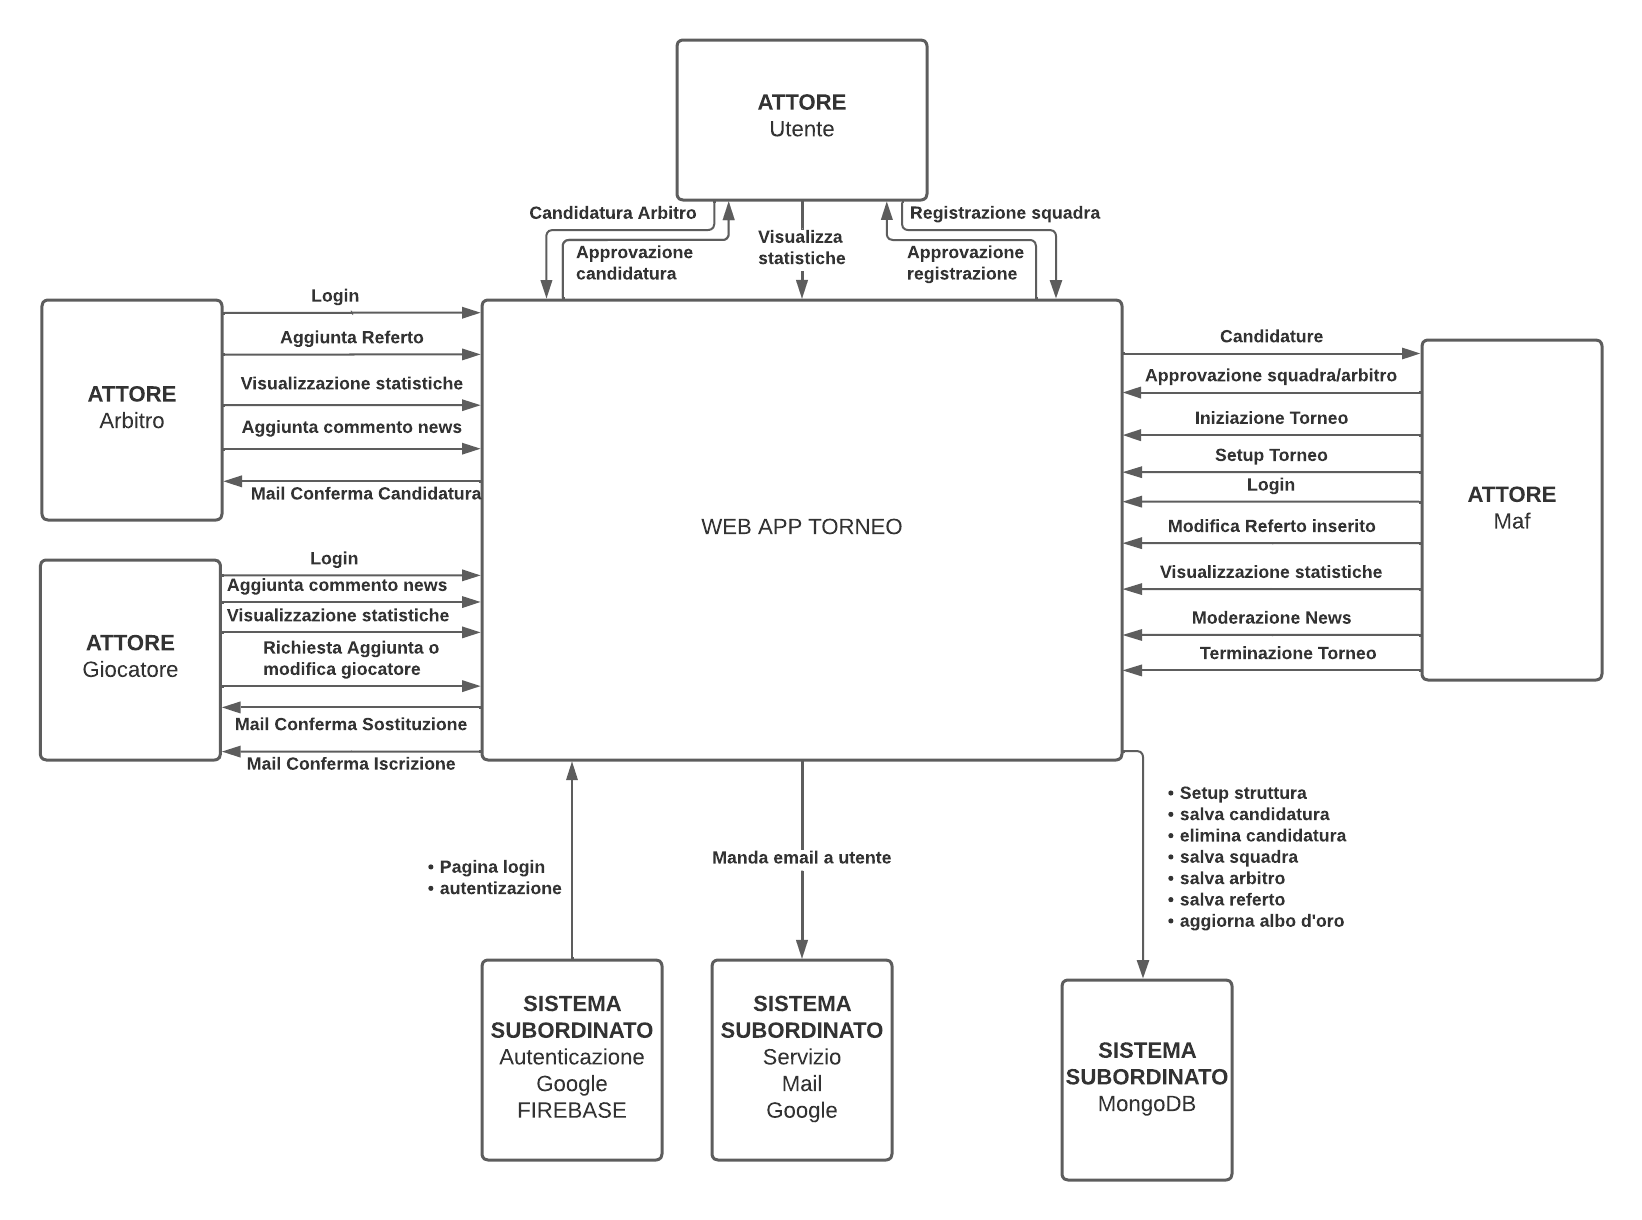 ATTORE
Utente
Candidatura Arbitro
Approvazione
candidatura
Visualizza
statistiche
Registrazione squadra
Approvazione
registrazione
ATTORE
Arbitro
Login
Aggiunta Referto
Visualizzazione statistiche
Aggiunta commento news
Mail Conferma Candidatura
ATTORE
Giocatore
Login
Aggiunta commento news
Visualizzazione statistiche
Richiesta Aggiunta o
modifica giocatore
Mail Conferma Sostituzione
Mail Conferma Iscrizione
WEB APP TORNEO
Candidature
Approvazione squadra/arbitro
Iniziazione Torneo
Setup Torneo
Login
Modifica Referto inserito
Visualizzazione statistiche
Moderazione News
Terminazione Torneo
ATTORE
Maf
• Pagina login
• autentizazione
Manda email a utente
• Setup struttura
• salva candidatura
• elimina candidatura
• salva squadra
• salva arbitro
• salva referto
• aggiorna albo d'oro
SISTEMA
SUBORDINATO
Autenticazione
Google
FIREBASE
SISTEMA
SUBORDINATO
Servizio
Mail
Google
SISTEMA
SUBORDINATO
MongoDB